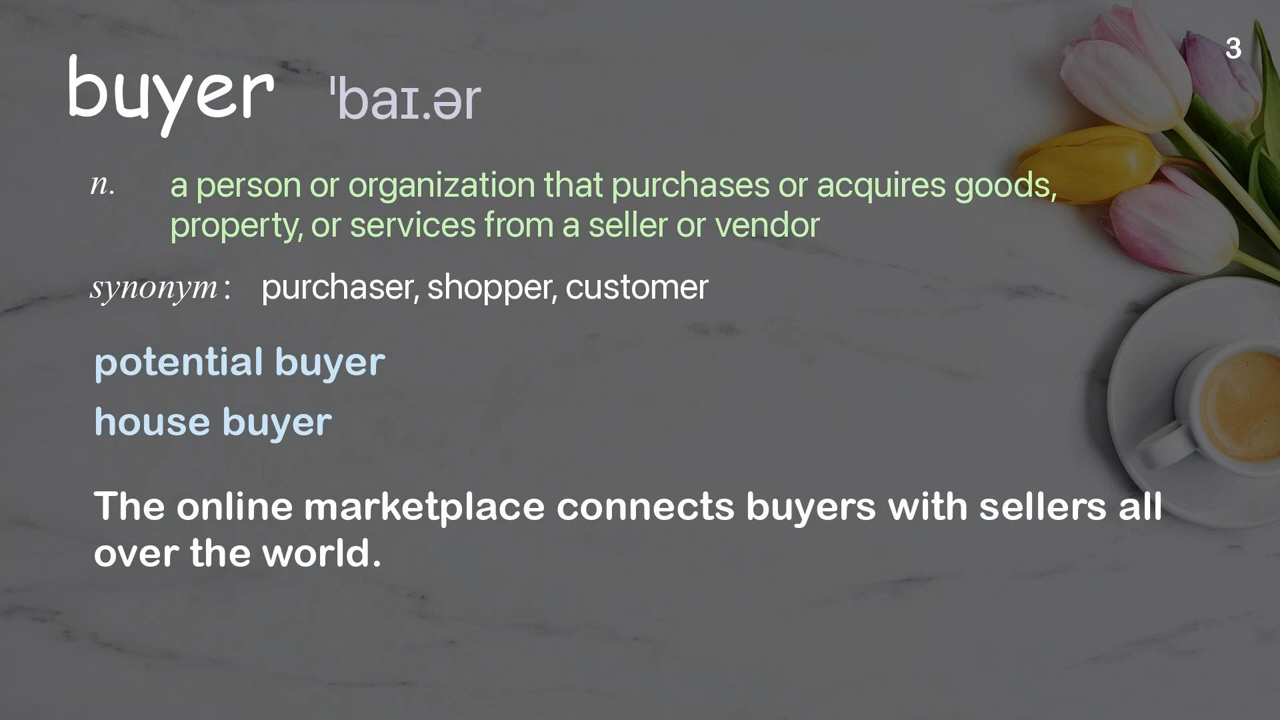 3
buyer ˈbaɪ.ər
n. a person or organization that purchases or acquires goods,
property, or services from a seller or vendor
synonym: purchaser, shopper, customer
potential buyer
house buyer
The online marketplace connects buyers with sellers all
over the world.